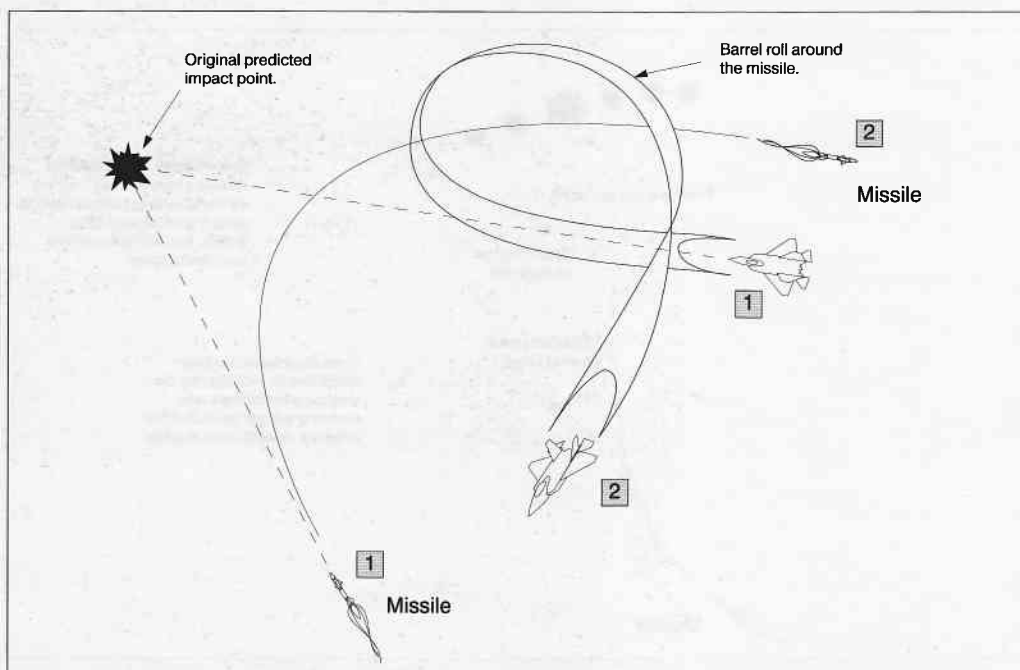 Original predicted
impact point.
Barrel roll around
the missile.
2
Missile
1
2
1
Missile